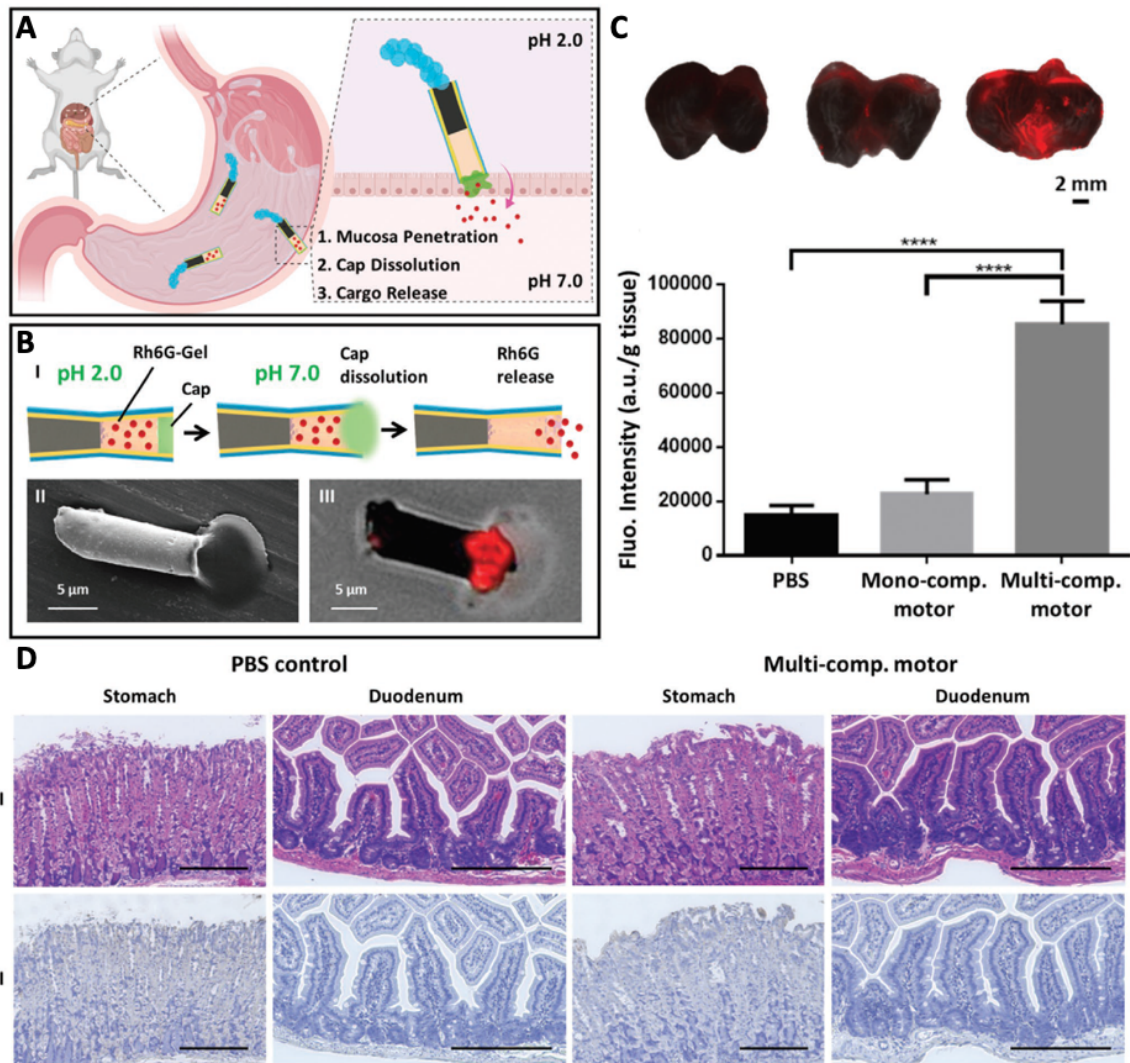 A
pH 2.0
1. Mucosa Penetration
2. Cap Dissolution
3. Cargo Release
pH 7.0
B
I
pH 2.0
Rh6G-Gel
Cap
pH 7.0
Cap
dissolution
Rh6G
release
II
5 µm
III
5 µm
C
2 mm
****
****
Fluo. Intensity (a.u./g tissue)
100000
80000
60000
40000
20000
0
PBS
Mono-comp.
motor
Multi-comp.
motor
D
PBS control
Multi-comp. motor
Stomach
Duodenum
Stomach
Duodenum
I
I